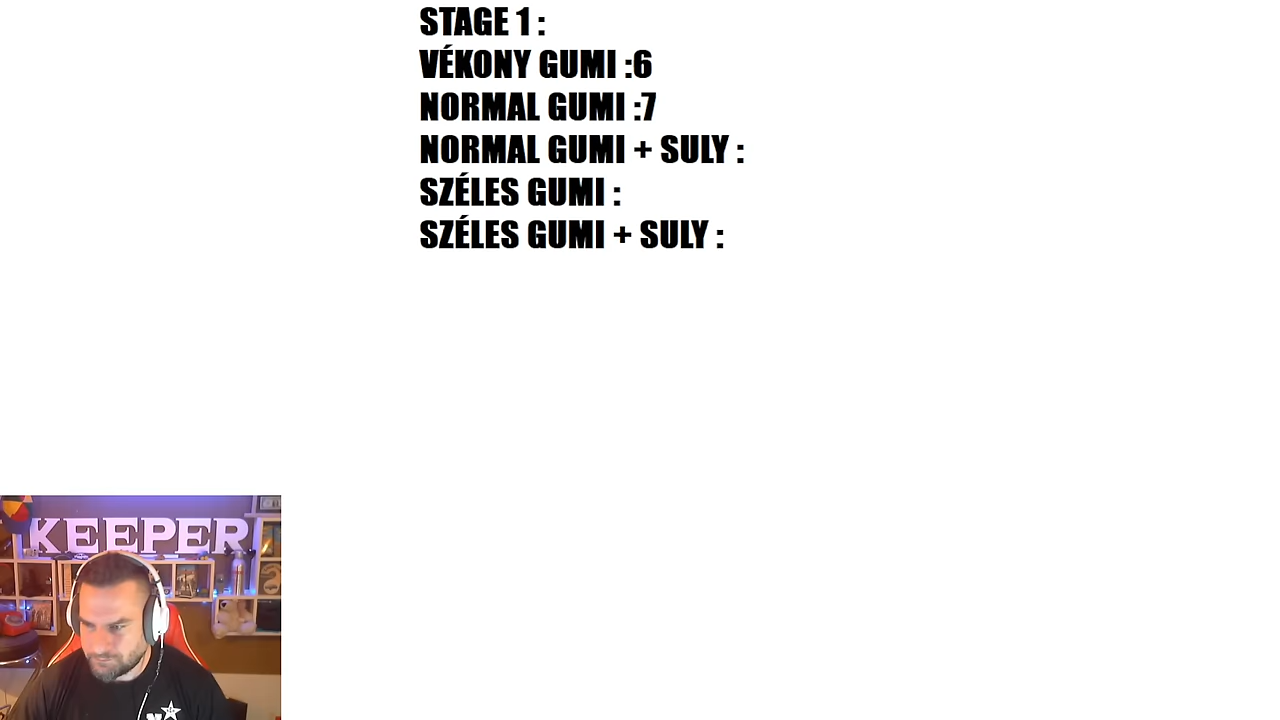 STAGE 1 :
VÉKONY GUMI :6
NORMAL GUMI :7
NORMAL GUMI + SULY :
SZÉLES GUMI :
SZÉLES GUMI + SULY :
KEEPER